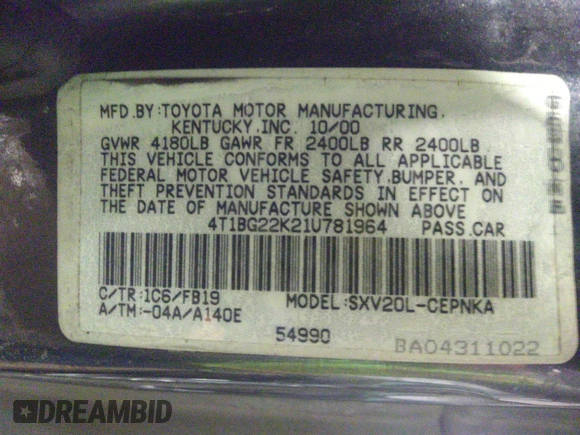 MFD.BY:TOYOTA MOTOR MANUFACTURING.
KENTUCKY.INC. 10/00
GVWR 4180LB GAWR FR 2400LB RR 2400LB
THIS VEHICLE CONFORMS TO ALL APPLICABLE
FEDERAL MOTOR VEHICLE SAFETY.BUMPER. AND
THEFT PREVENTION STANDARDS IN EFFECT ON
THE DATE OF MANUFACTURE SHOWN ABOVE
4T1BG22K21U781964 PASS.CAR
C/TR:1C6/FB19 MODEL:SXV20L-CEPNKA
A/TM:-04A/A140E
54990
BA04311022
DREAMBID